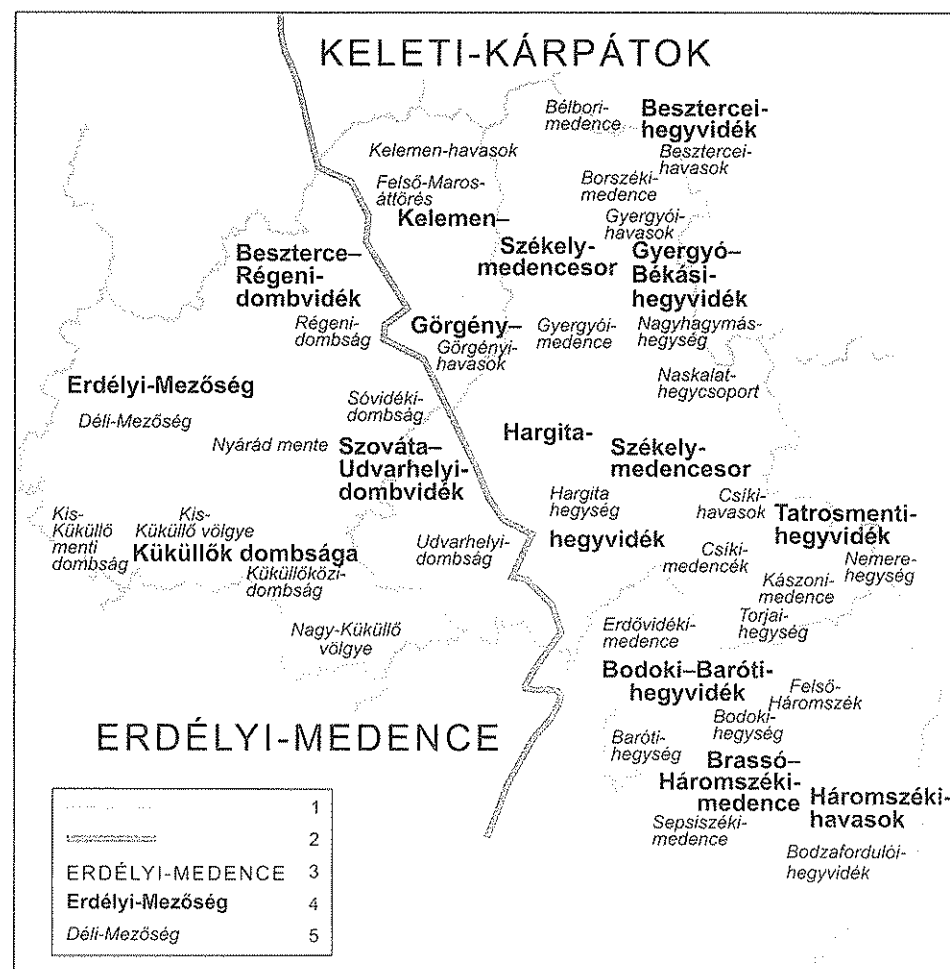 KELETI-KÁRPÁTOK
Bélbori-
medence
Besztercei-
hegyvidék
Kelemen-havasok
Besztercei-
havasok
Felső-Maros-
áttörés
Borszéki-
medence
Kelemen–
Gyergyói-
havasok
Beszterce–
Régeni-
dombvidék
Székely-
medencesor
Gyergyó–
Békási-
hegyvidék
Régeni-
dombság
Görgény–
Görgényi-
havasok
Gyergyói-
medence
Nagyhagymás-
hegység
Erdélyi-Mezőség
Naskalat-
hegycsoport
Déli-Mezőség
Sóvidéki-
dombság
Nyárád mente
Szováta–
Udvarhelyi-
dombvidék
Hargita-
Székely-
medencesor
Hargita
hegység
Csíki-
havasok
Tatrosmenti-
hegyvidék
Kis-
Küküllő
menti
dombság
Kis-
Küküllő völgye
Küküllők dombsága
Küküllőközi-
dombság
Udvarhelyi-
dombság
hegyvidék
Csíki-
medencék
Nemere-
hegység
Kászoni-
medence
Nagy-Küküllő
völgye
Erdővidéki-
medence
Torjai-
hegység
Bodoki–Baróti-
hegyvidék
Felső-
Háromszék
ERDÉLYI-MEDENCE
Baróti-
hegység
Bodoki-
hegység
Brassó–
Háromszéki-
medence
Háromszéki-
havasok
Sepsiszéki-
medence
Bodzafordulói-
hegyvidék
1
2
ERDÉLYI-MEDENCE 3
Erdélyi-Mezőség 4
Déli-Mezőség 5